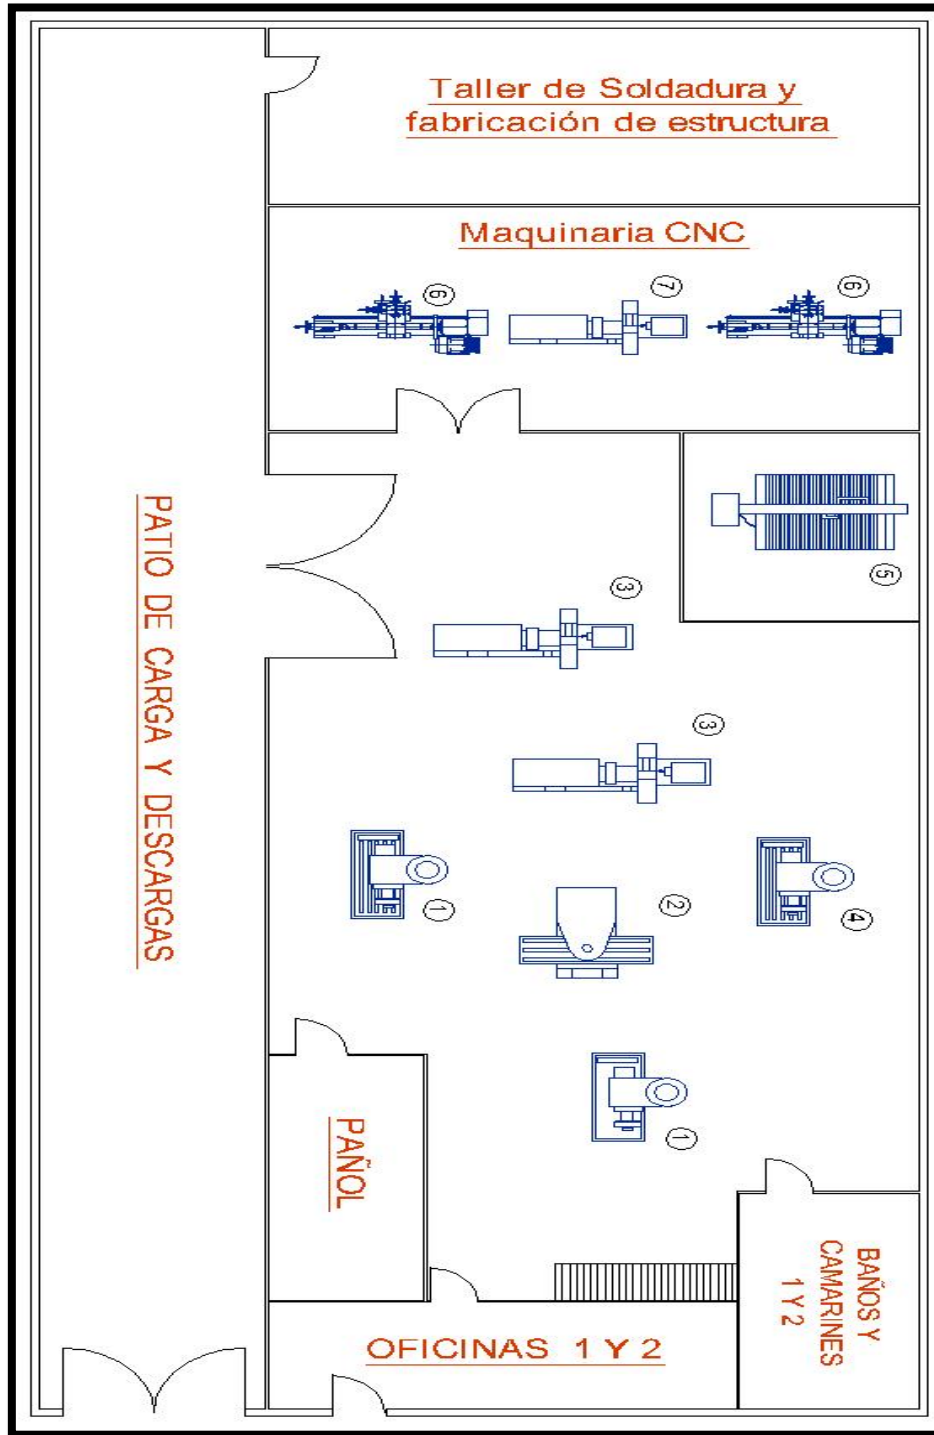 Taller de Soldadura y
fabricación de estructura
Maquinaria CNC
6
7
6
5
3
3
PATIO DE CARGA Y DESCARGAS
1
2
4
1
PAÑOL
BAÑOS Y
CAMARINES
1 Y 2
OFICINAS 1 Y 2